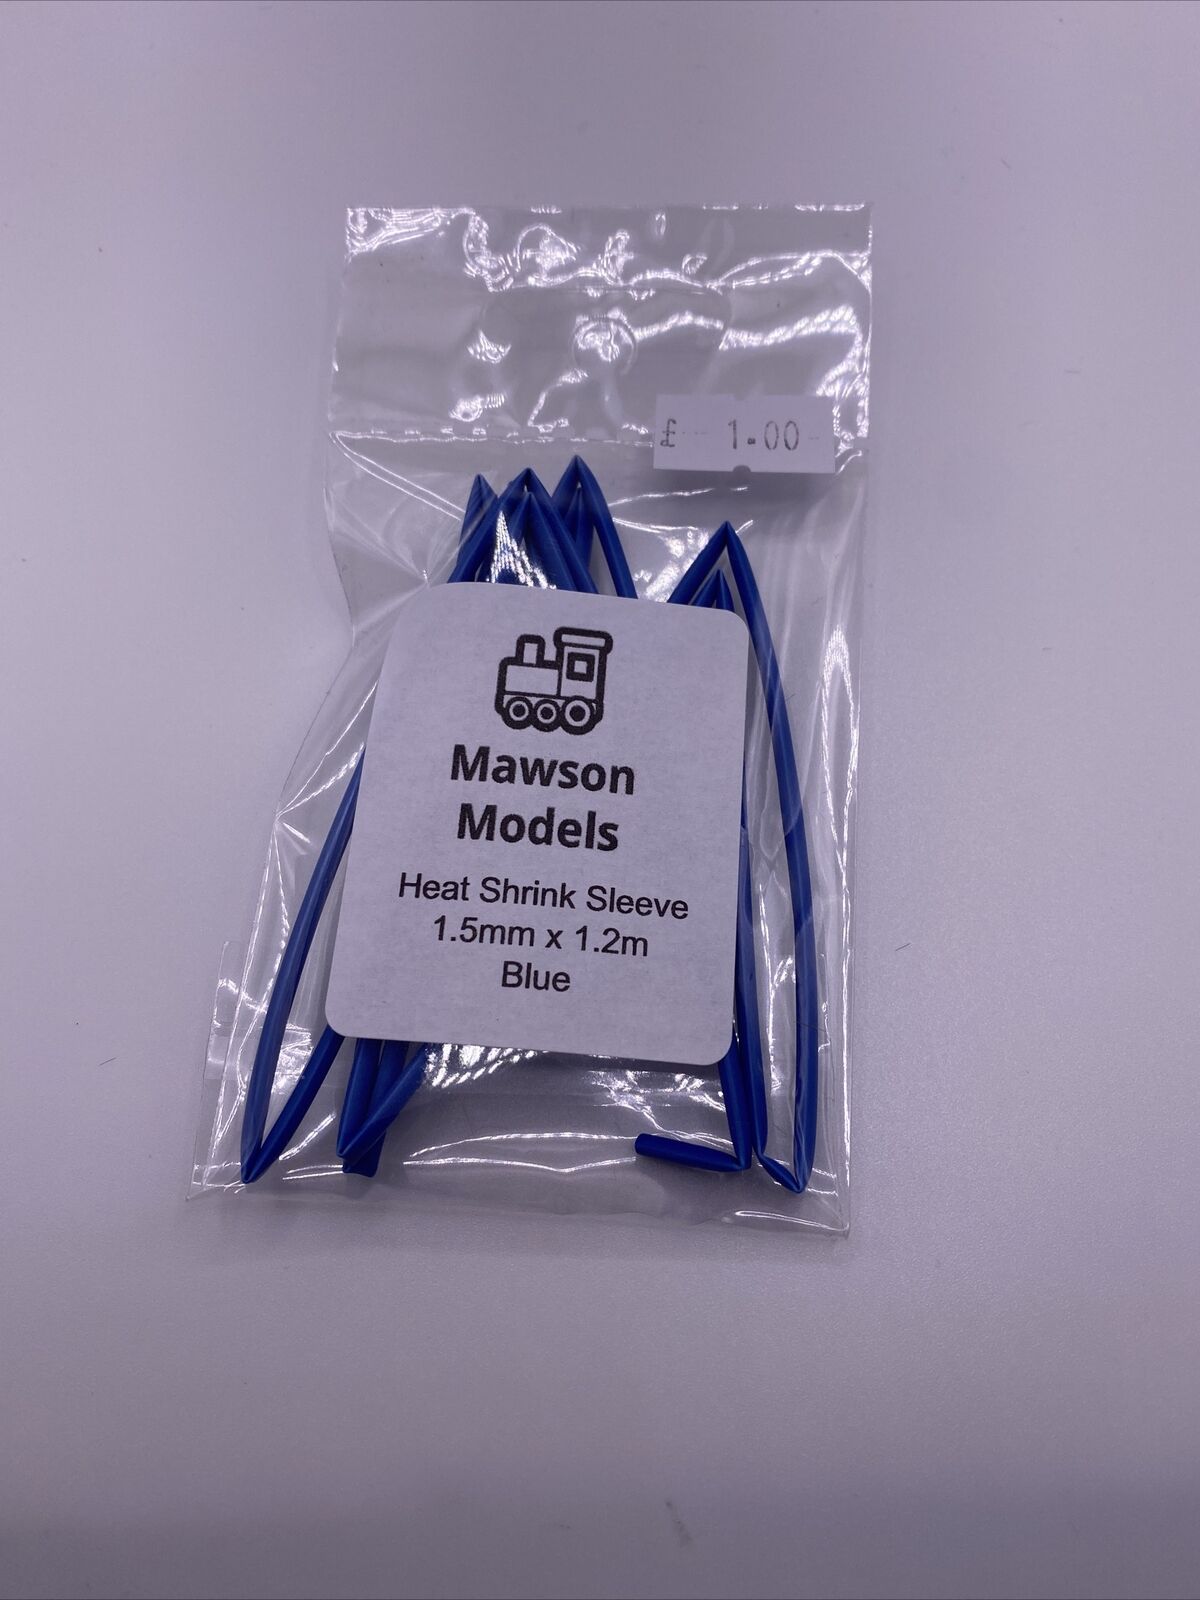 £ 1.00
Mawson
Models
Heat Shrink Sleeve
1.5mm x 1.2m
Blue